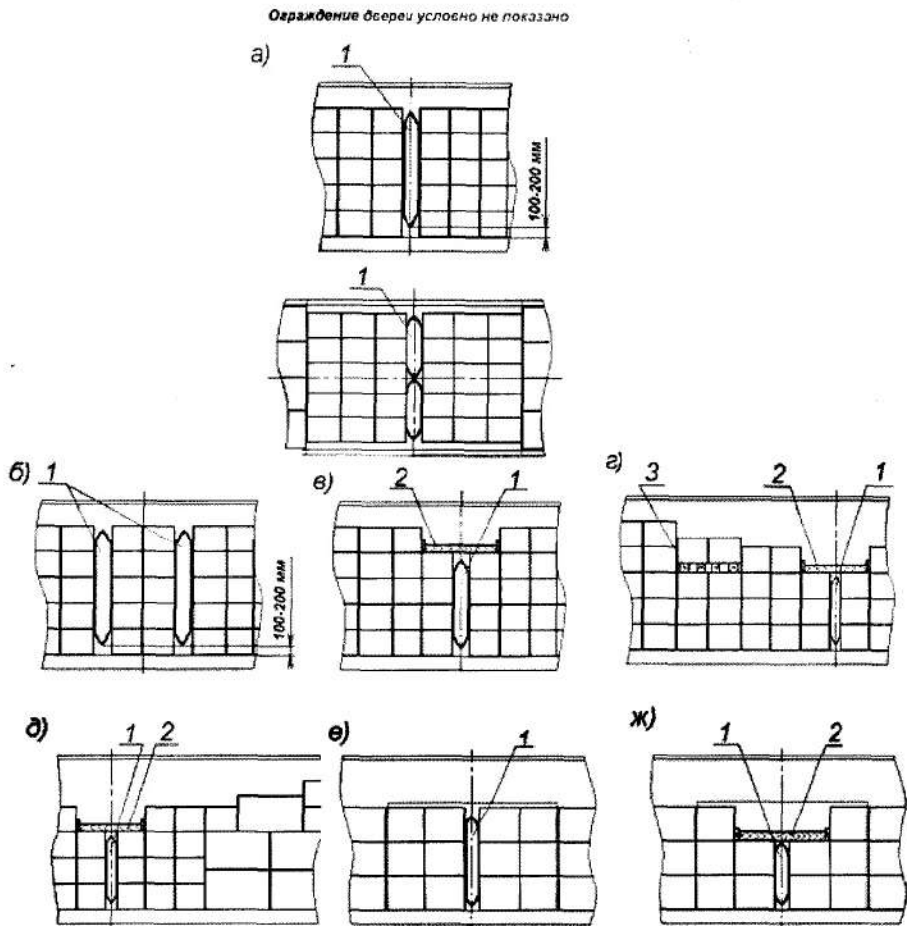 Ограждение дверей условно не показано
а)
1
100-200 мм
1
б)
1
100-200 мм
в)
2
1
г)
3
2
1
д)
1
2
е)
1
ж)
1
2